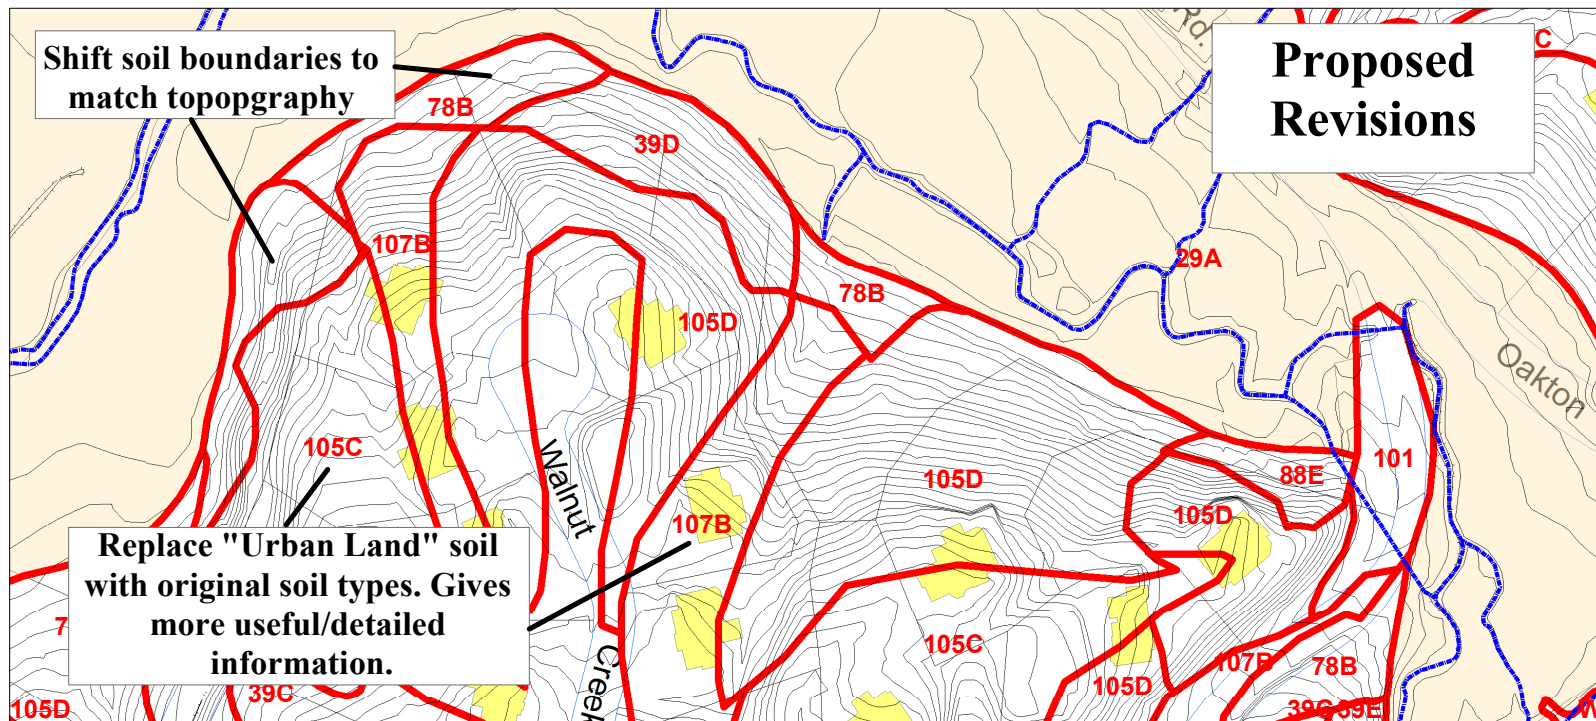 Shift soil boundaries to
match topopgraphy
Proposed
Revisions
Rd.
C
78B
39D
107B
29A
78B
105D
Oakton
105C
Walnut
105D
88E
101
105D
107B
Replace "Urban Land" soil
with original soil types. Gives
more useful/detailed
information.
7
105C
107B
78B
105D
39C
Creek
105D